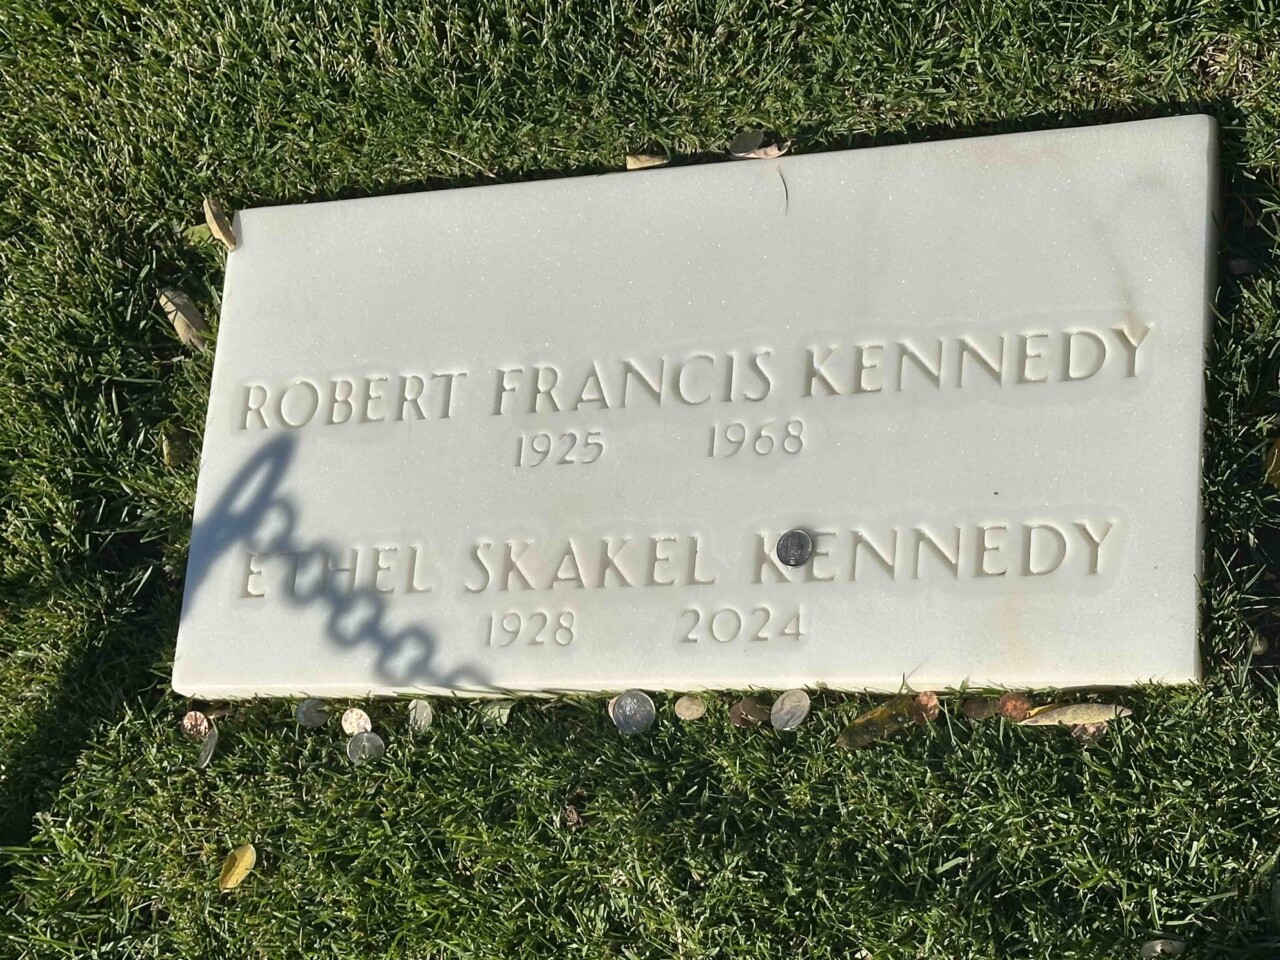 ROBERT FRANCIS KENNEDY
1925 1968
ETHEL SKAKEL KENNEDY
1928 2024